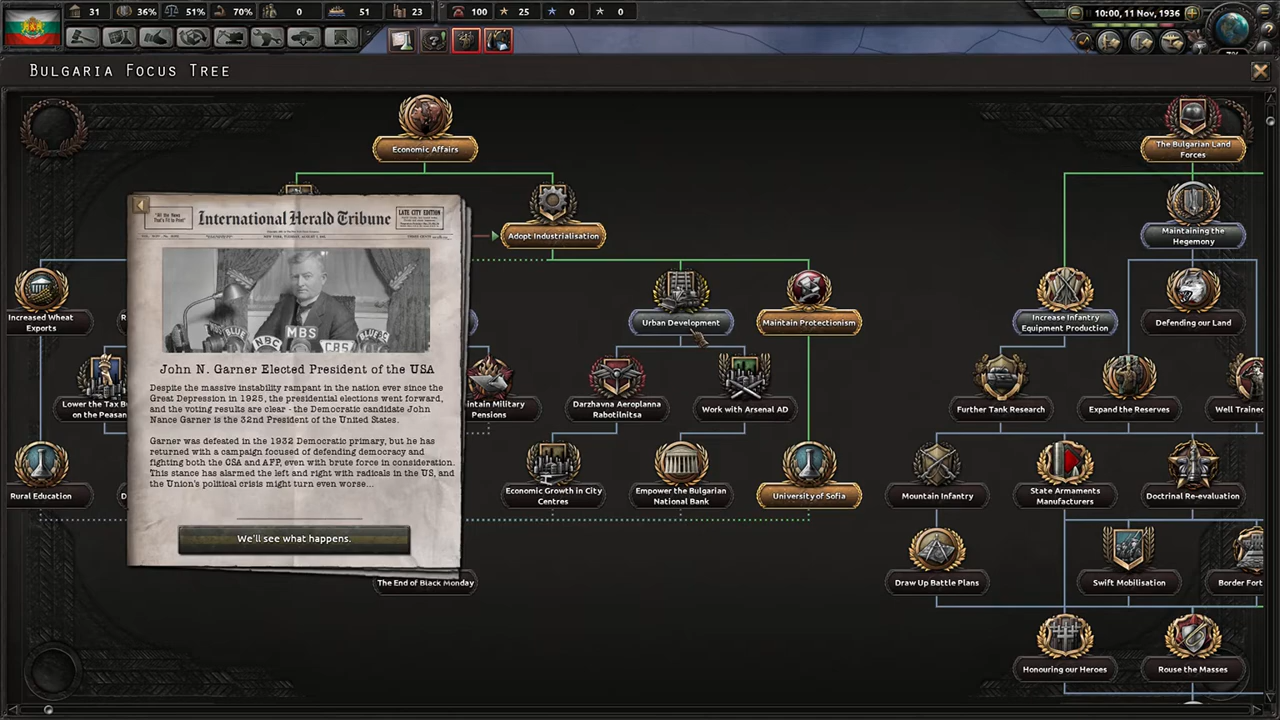 31 36% 51% 70% 0 51 23 100 25 0 0 10:00, 11 Nov, 1936
Bulgaria Focus Tree
Economic Affairs
The Bulgarian Land
Forces
International Herald Tribune
LATE CITY EDITION
Adopt Industrialisation
Maintaining the
Hegemony
BLUE NBC MBS CBS BLUE
Increased Wheat
Exports
Urban Development
Maintain Protectionism
Increase Infantry
Equipment Production
Defending our Land
John N. Garner Elected President of the USA
Despite the massive instability rampant in the nation ever since the
Great Depression in 1925, the presidential elections went forward,
and the voting results are clear - the Democratic candidate John
Nance Garner is the 32nd President of the United States.
Garner was defeated in the 1932 Democratic primary, but he has
returned with a campaign focused of defending democracy and
fighting both the CSA and AFP, even with brute force in consideration.
This stance has alarmed the left and right with radicals in the US, and
the Union's political crisis might turn even worse...
We'll see what happens.
Lower the Tax Bu
on the Peasan
ntain Military
Pensions
Darzhavna Aeroplanna
Rabotilnitsa
Work with Arsenal AD
Further Tank Research
Expand the Reserves
Well Traine
Rural Education
D
Economic Growth in City
Centres
Empower the Bulgarian
National Bank
University of Sofia
Mountain Infantry
State Armaments
Manufacturers
Doctrinal Re-evaluation
The End of Black Monday
Draw Up Battle Plans
Swift Mobilisation
Border Fort
Honouring our Heroes
Rouse the Masses